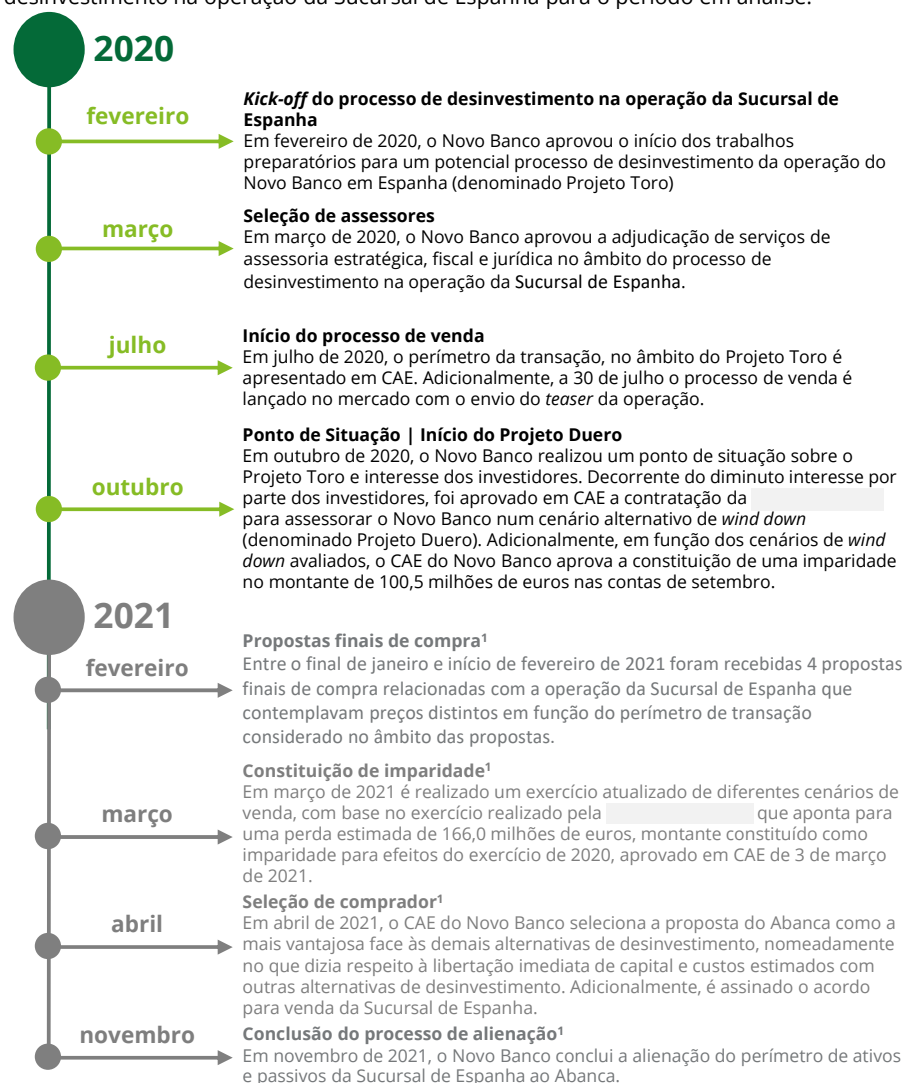 desinvestimento na operação da Sucursal de Espanha para o período em análise.
2020
fevereiro
Kick-off do processo de desinvestimento na operação da Sucursal de
Espanha
Em fevereiro de 2020, o Novo Banco aprovou o início dos trabalhos
preparatórios para um potencial processo de desinvestimento da operação do
Novo Banco em Espanha (denominado Projeto Toro)
março
Seleção de assessores
Em março de 2020, o Novo Banco aprovou a adjudicação de serviços de
assessoria estratégica, fiscal e jurídica no âmbito do processo de
desinvestimento na operação da Sucursal de Espanha.
julho
Início do processo de venda
Em julho de 2020, o perímetro da transação, no âmbito do Projeto Toro é
apresentado em CAE. Adicionalmente, a 30 de julho o processo de venda é
lançado no mercado com o envio do teaser da operação.
outubro
Ponto de Situação | Início do Projeto Duero
Em outubro de 2020, o Novo Banco realizou um ponto de situação sobre o
Projeto Toro e interesse dos investidores. Decorrente do diminuto interesse por
parte dos investidores, foi aprovado em CAE a contratação da
para assessorar o Novo Banco num cenário alternativo de wind down
(denominado Projeto Duero). Adicionalmente, em função dos cenários de wind
down avaliados, o CAE do Novo Banco aprova a constituição de uma imparidade
no montante de 100,5 milhões de euros nas contas de setembro.
2021
fevereiro
Propostas finais de compra¹
Entre o final de janeiro e início de fevereiro de 2021 foram recebidas 4 propostas
finais de compra relacionadas com a operação da Sucursal de Espanha que
contemplavam preços distintos em função do perímetro de transação
considerado no âmbito das propostas.
março
Constituição de imparidade¹
Em março de 2021 é realizado um exercício atualizado de diferentes cenários de
venda, com base no exercício realizado pela que aponta para
uma perda estimada de 166,0 milhões de euros, montante constituído como
imparidade para efeitos do exercício de 2020, aprovado em CAE de 3 de março
de 2021.
abril
Seleção de comprador¹
Em abril de 2021, o CAE do Novo Banco seleciona a proposta do Abanca como a
mais vantajosa face às demais alternativas de desinvestimento, nomeadamente
no que dizia respeito à libertação imediata de capital e custos estimados com
outras alternativas de desinvestimento. Adicionalmente, é assinado o acordo
para venda da Sucursal de Espanha.
novembro
Conclusão do processo de alienação¹
Em novembro de 2021, o Novo Banco conclui a alienação do perímetro de ativos
e passivos da Sucursal de Espanha ao Abanca.